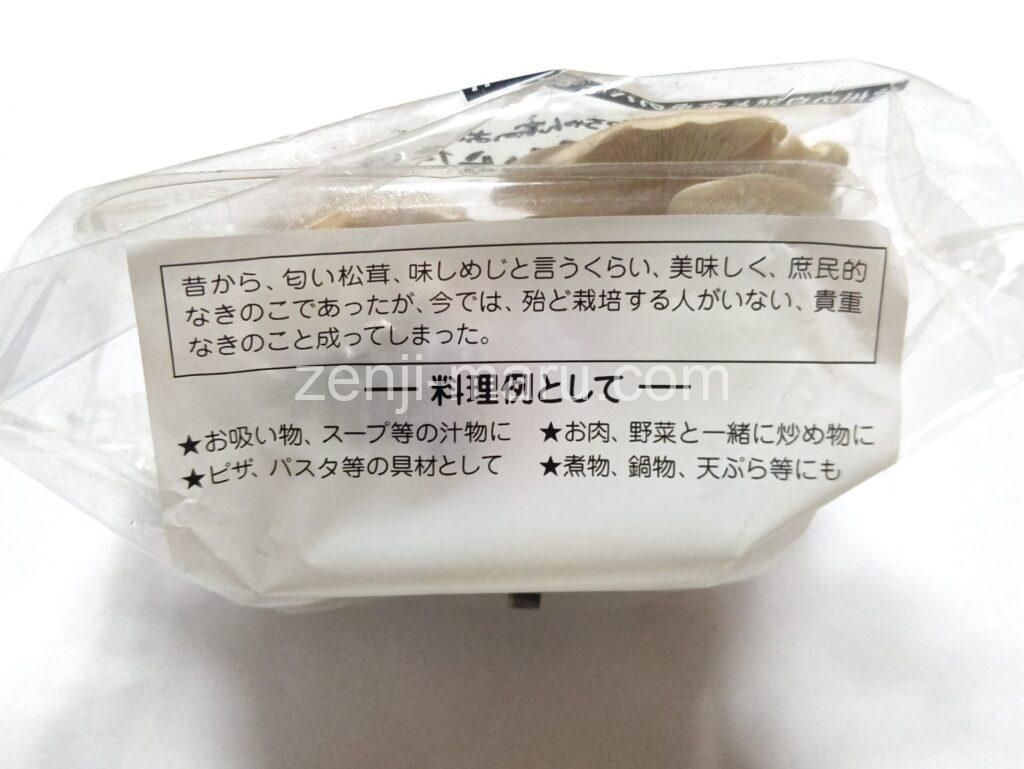 昔から、匂い松茸、味しめじと言うくらい、美味しく、庶民的
なきのこであったが、今では、殆ど栽培する人がいない、貴重
なきのこと成ってしまった。
zenji-maru.com
── 料理例として ──
★お吸い物、スープ等の汁物に ★お肉、野菜と一緒に炒め物に
★ピザ、パスタ等の具材として ★煮物、鍋物、天ぷら等にも